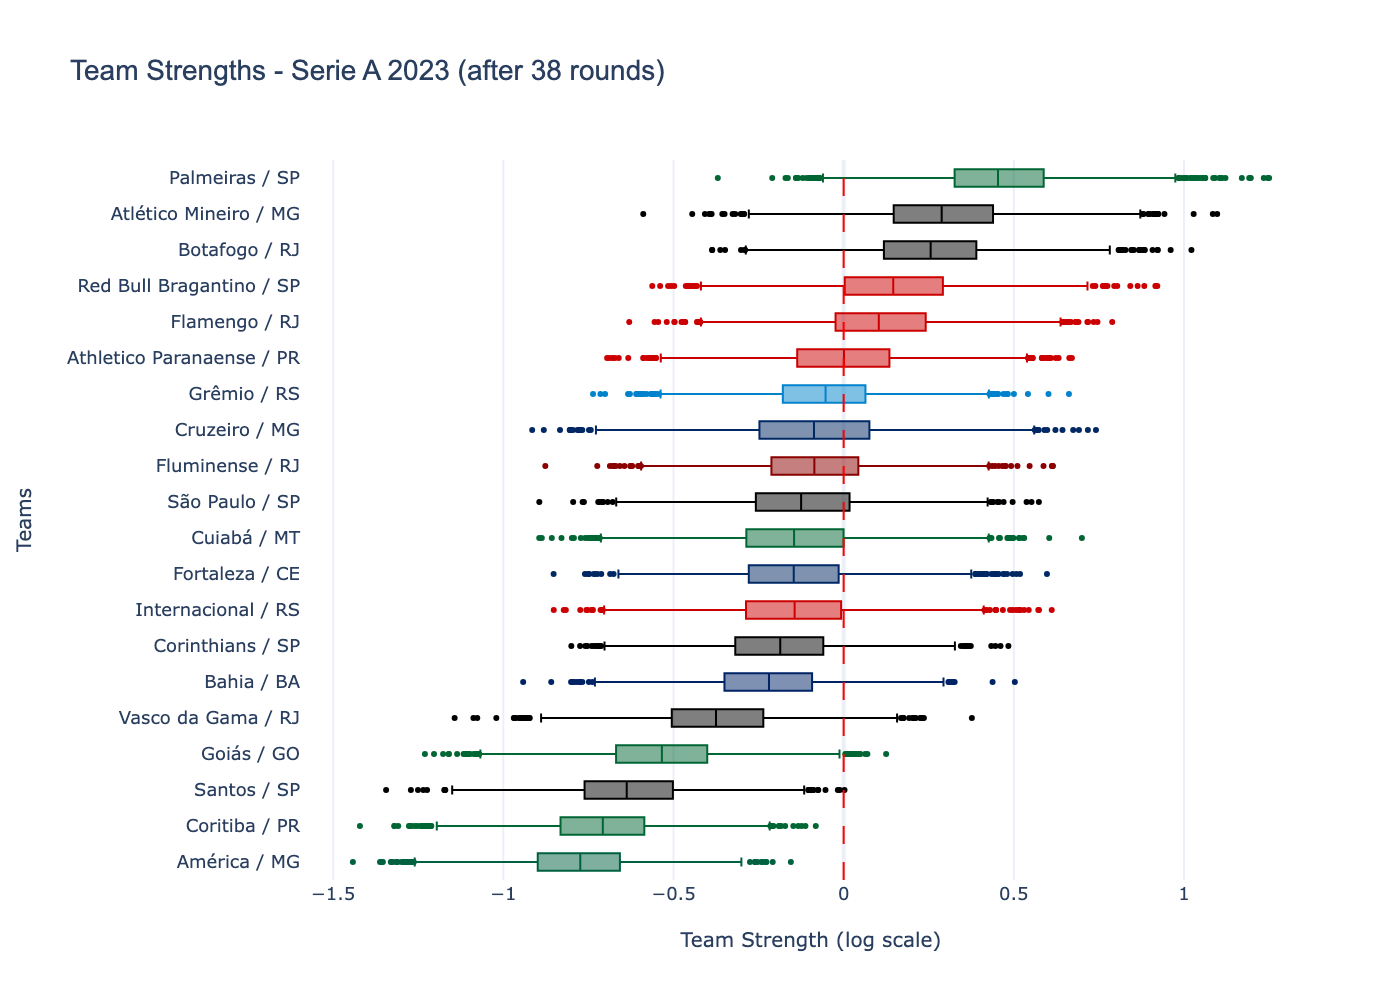 Team Strengths - Serie A 2023 (after 38 rounds)
Palmeiras / SP
Atlético Mineiro / MG
Botafogo / RJ
Red Bull Bragantino / SP
Flamengo / RJ
Athletico Paranaense / PR
Grêmio / RS
Cruzeiro / MG
Fluminense / RJ
São Paulo / SP
Cuiabá / MT
Fortaleza / CE
Internacional / RS
Corinthians / SP
Bahia / BA
Vasco da Gama / RJ
Goiás / GO
Santos / SP
Coritiba / PR
América / MG
Teams
−1.5 −1 −0.5 0 0.5 1
Team Strength (log scale)